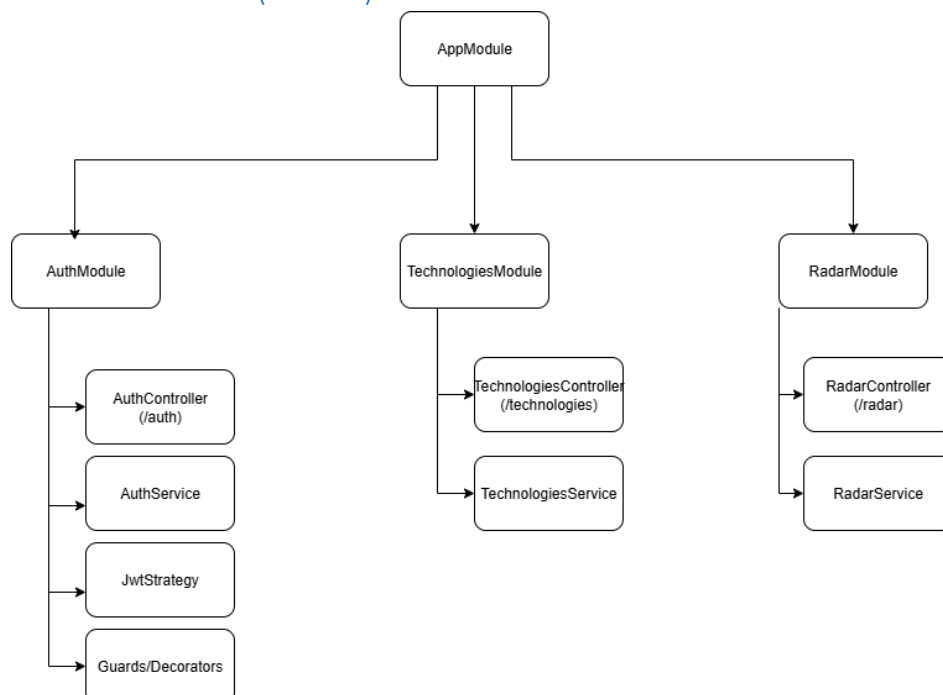 AppModule
AuthModule
TechnologiesModule
RadarModule
AuthController
(/auth)
AuthService
JwtStrategy
Guards/Decorators
TechnologiesController
(/technologies)
TechnologiesService
RadarController
(/radar)
RadarService